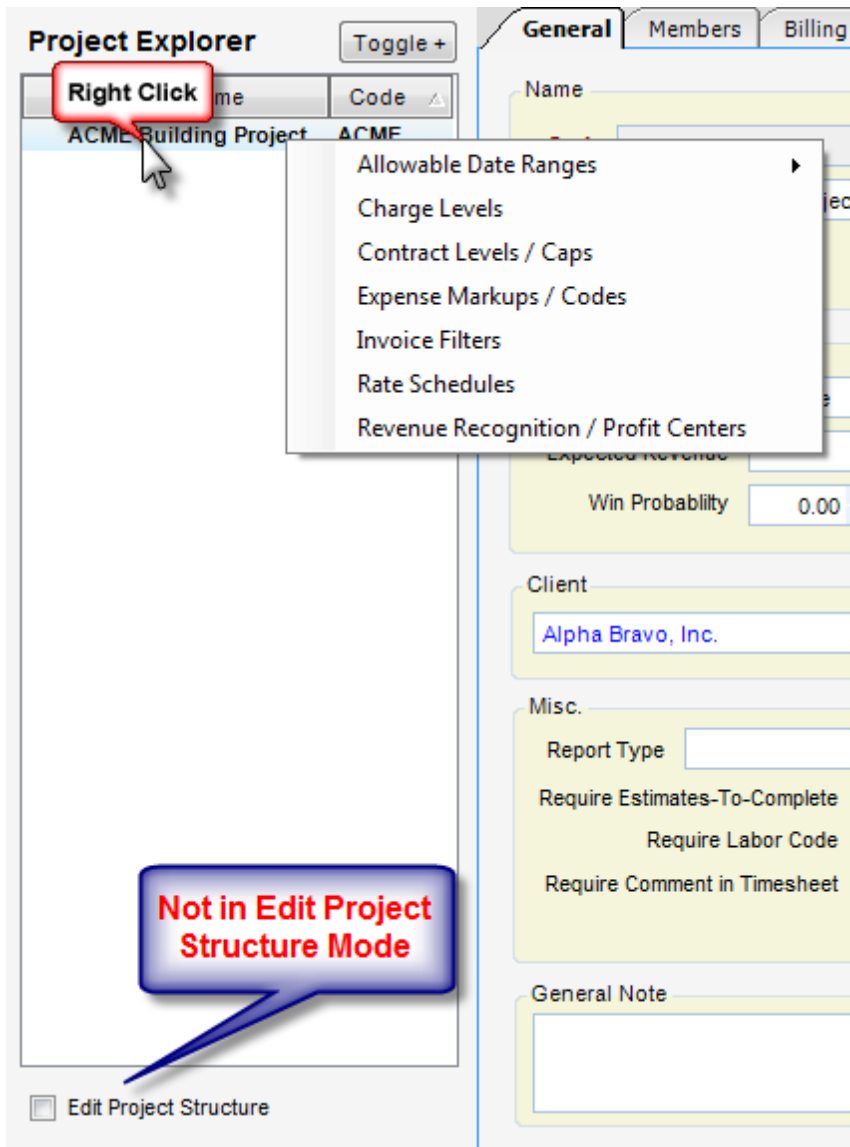 Project Explorer
Toggle +
General
Members
Billing
Right Click
me
Code
Name
ACME Building Project
ACME
Allowable Date Ranges
jec
Charge Levels
Contract Levels / Caps
Expense Markups / Codes
Invoice Filters
Rate Schedules
Revenue Recognition / Profit Centers
Expected Revenue
Win Probablilty
0.00
Client
Alpha Bravo, Inc.
Misc.
Report Type
Require Estimates-To-Complete
Require Labor Code
Require Comment in Timesheet
Not in Edit Project
Structure Mode
General Note
Edit Project Structure